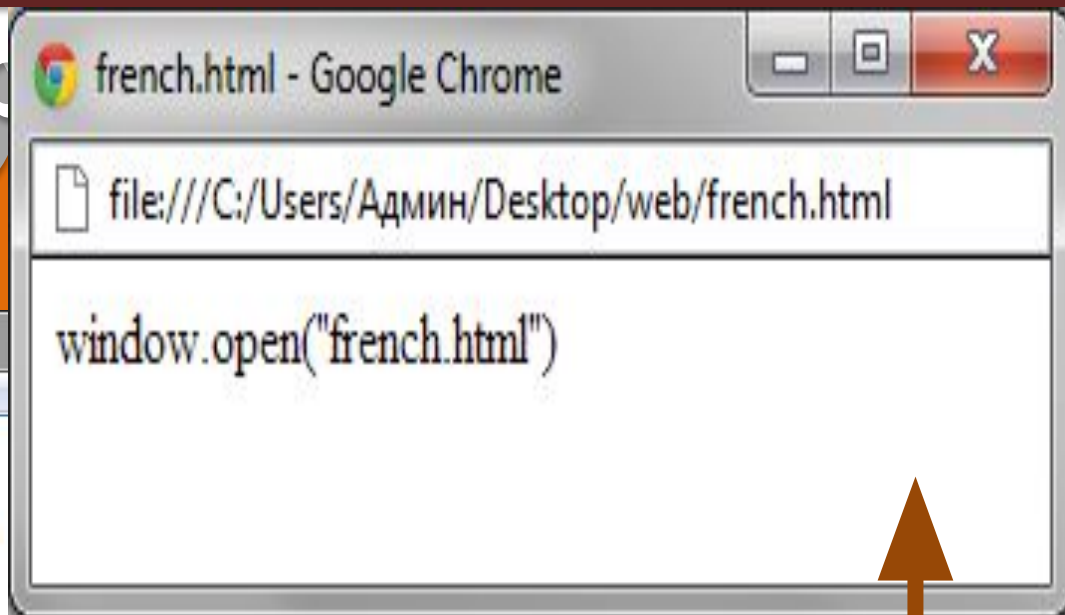 french.html - Google Chrome
file:///C:/Users/Админ/Desktop/web/french.html
window.open("french.html")